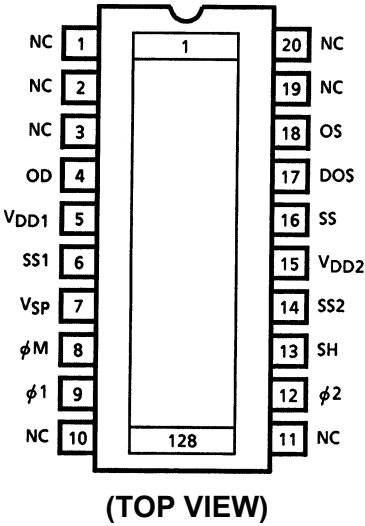 NC 1 1 20 NC
NC 2 19 NC
NC 3 18 OS
OD 4 17 DOS
VDD1 5 16 SS
SS1 6 15 VDD2
VSP 7 14 SS2
ϕM 8 13 SH
ϕ1 9 12 ϕ2
NC 10 128 11 NC
(TOP VIEW)